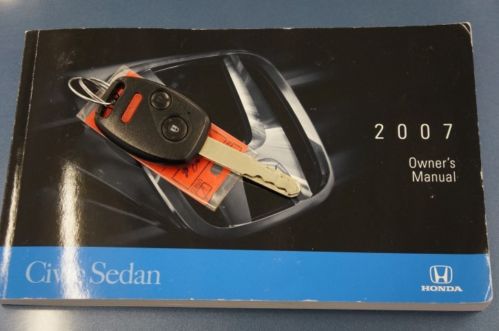 2007
Owner's
Manual
Civic Sedan
HONDA